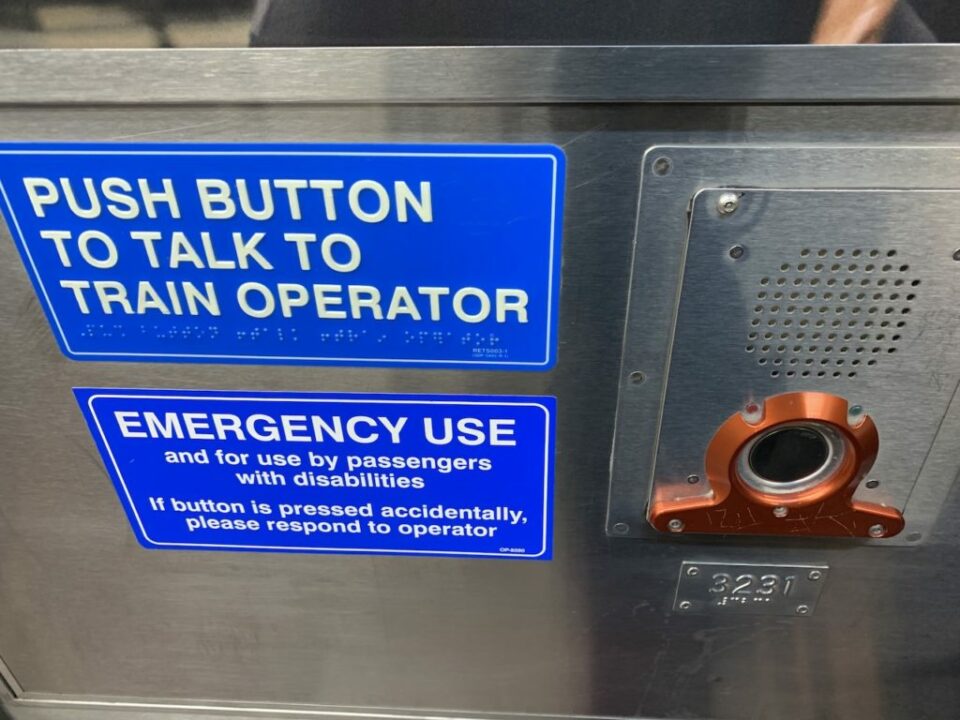 PUSH BUTTON
TO TALK TO
TRAIN OPERATOR
EMERGENCY USE
and for use by passengers
with disabilities
If button is pressed accidentally,
please respond to operator
3231